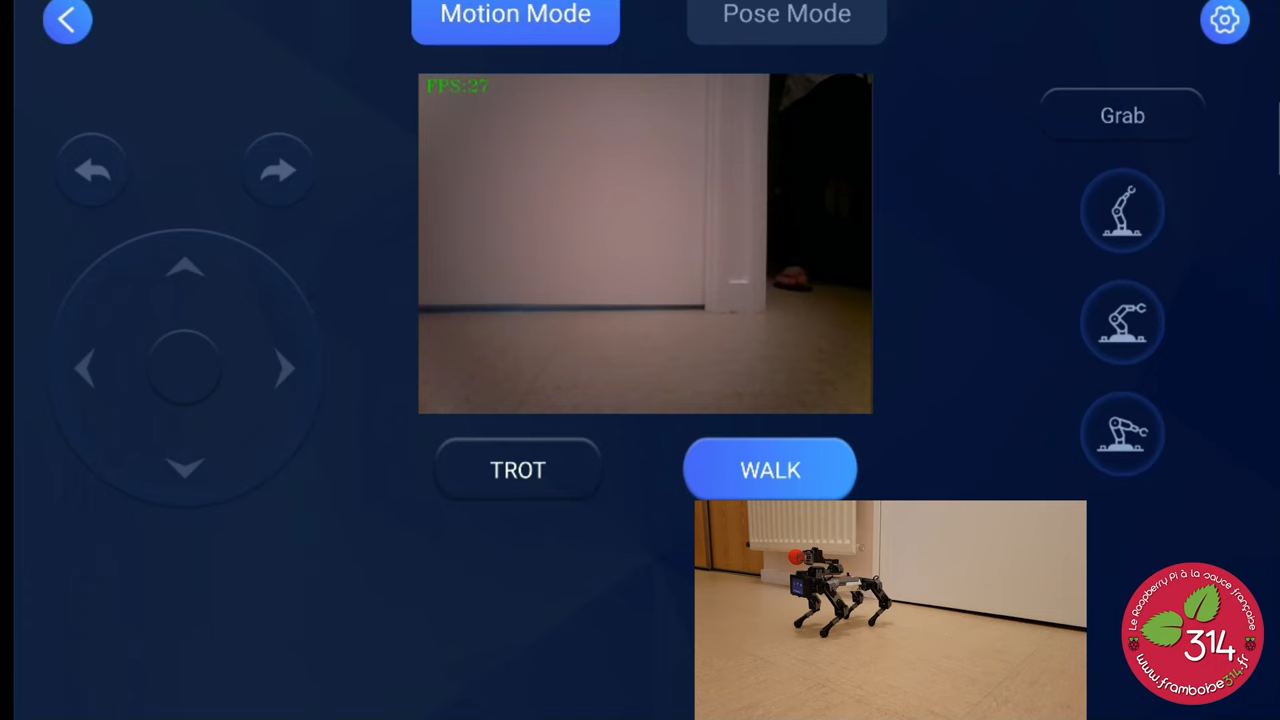 Motion Mode
Pose Mode
FPS:27
Grab
TROT
WALK
Le Raspberry Pi à la sauce française
314
www.framboise314.fr